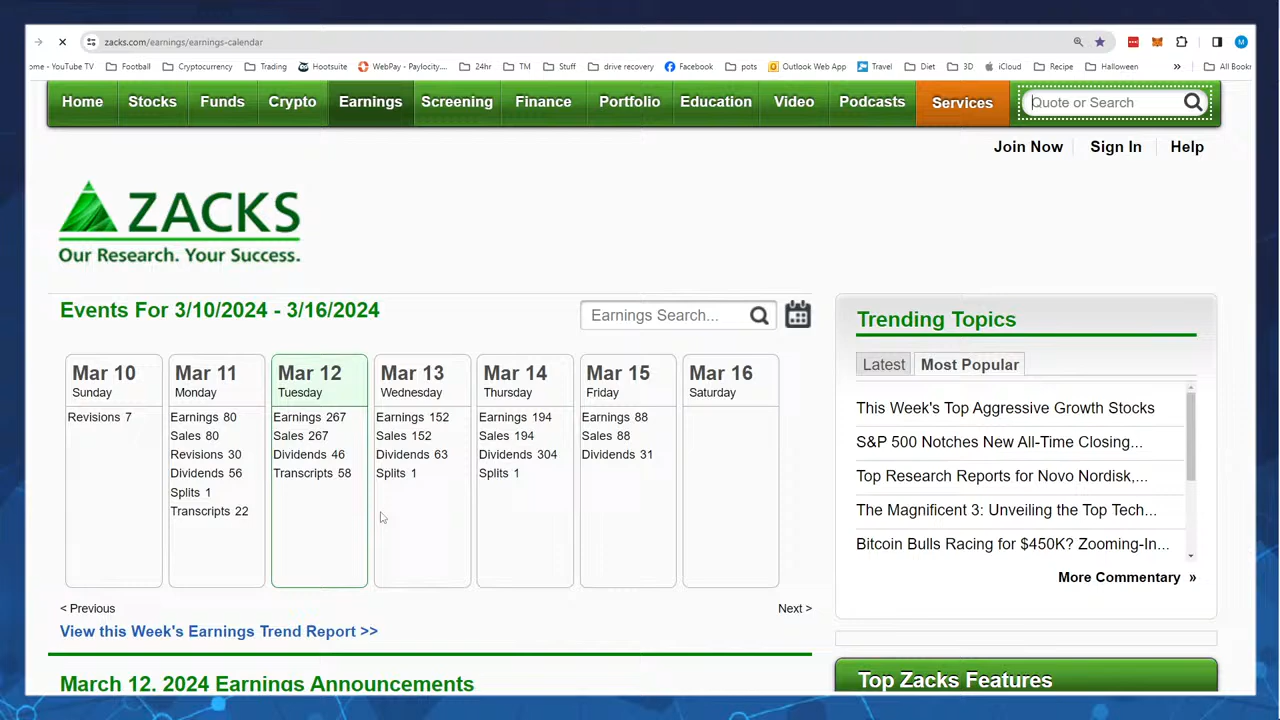 zacks.com/earnings/earnings-calendar
ome - YouTube TV Football Cryptocurrency Trading Hootsuite WebPay - Paylocity... 24hr TM Stuff drive recovery Facebook pots Outlook Web App Travel Diet 3D iCloud Recipe Halloween » All Bookr
Home Stocks Funds Crypto Earnings Screening Finance Portfolio Education Video Podcasts Services Quote or Search
Join Now Sign In Help
ZACKS
Our Research. Your Success.
Events For 3/10/2024 - 3/16/2024
Earnings Search...
Mar 10
Sunday
Revisions 7
Mar 11
Monday
Earnings 80
Sales 80
Revisions 30
Dividends 56
Splits 1
Transcripts 22
Mar 12
Tuesday
Earnings 267
Sales 267
Dividends 46
Transcripts 58
Mar 13
Wednesday
Earnings 152
Sales 152
Dividends 63
Splits 1
Mar 14
Thursday
Earnings 194
Sales 194
Dividends 304
Splits 1
Mar 15
Friday
Earnings 88
Sales 88
Dividends 31
Mar 16
Saturday
< Previous
Next >
View this Week's Earnings Trend Report >>
March 12, 2024 Earnings Announcements
Trending Topics
Latest Most Popular
This Week's Top Aggressive Growth Stocks
S&P 500 Notches New All-Time Closing...
Top Research Reports for Novo Nordisk,...
The Magnificent 3: Unveiling the Top Tech...
Bitcoin Bulls Racing for $450K? Zooming-In...
More Commentary »
Top Zacks Features